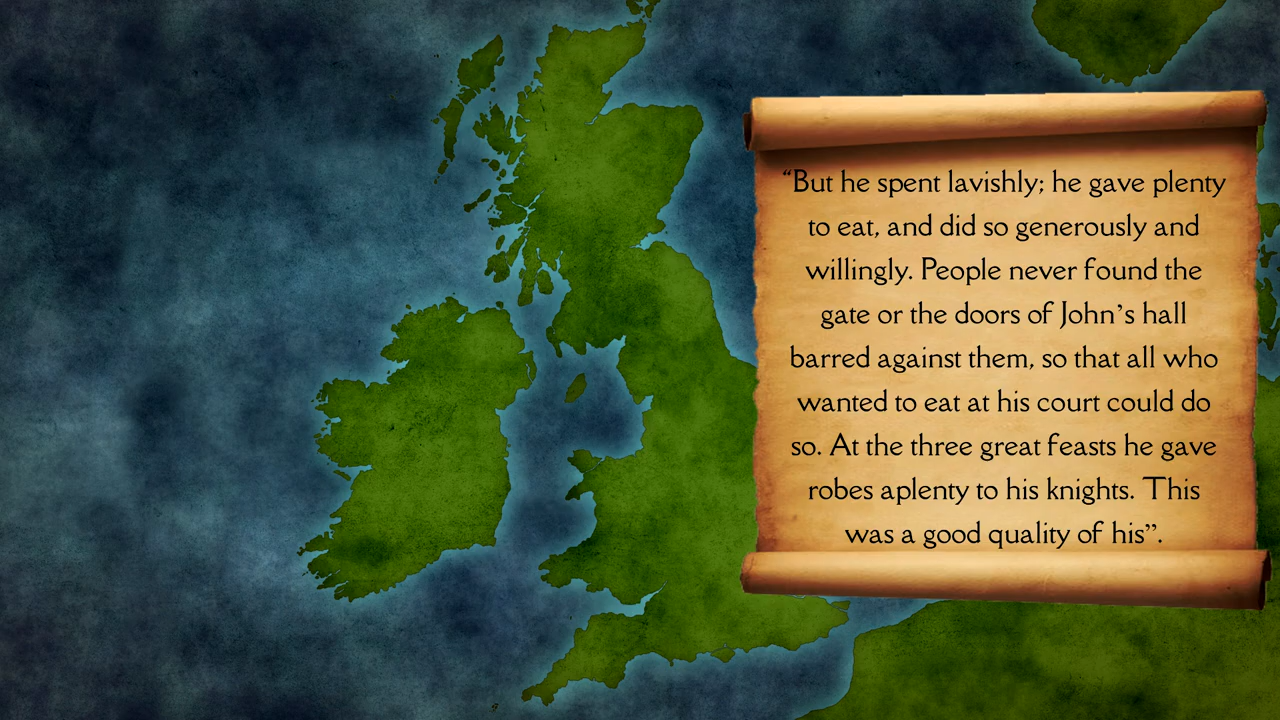 “But he spent lavishly; he gave plenty
to eat, and did so generously and
willingly. People never found the
gate or the doors of John’s hall
barred against them, so that all who
wanted to eat at his court could do
so. At the three great feasts he gave
robes aplenty to his knights. This
was a good quality of his”.